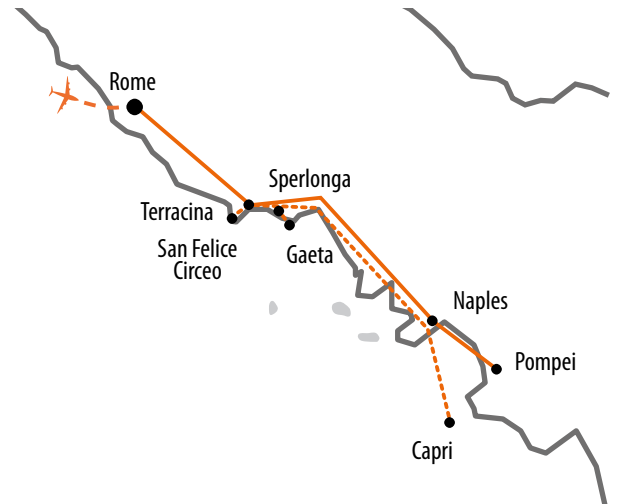 Rome
Sperlonga
Terracina
San Felice
Circeo
Gaeta
Naples
Pompei
Capri